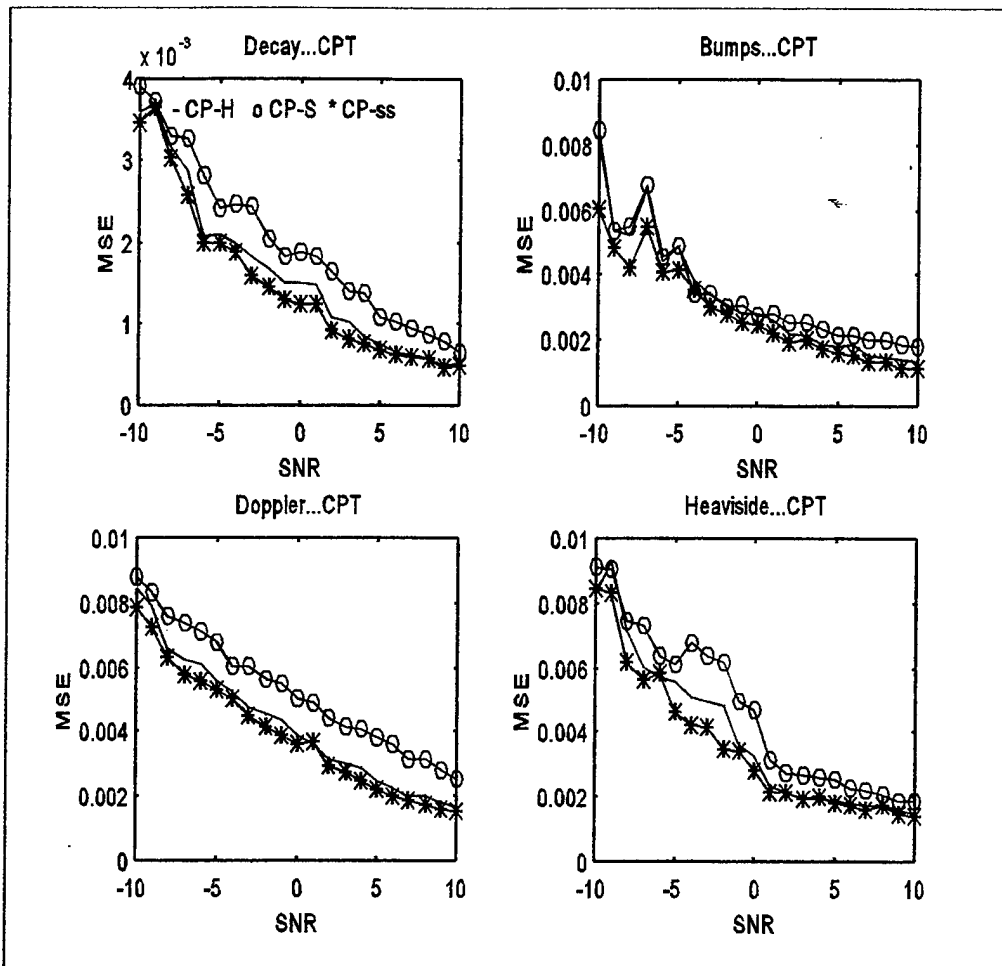 Decay...CPT
x 10⁻³
- CP-H o CP-S * CP-ss
4
3
2
1
0
MSE
-10 -5 0 5 10
SNR
Bumps...CPT
0.01
0.008
0.006
0.004
0.002
0
MSE
-10 -5 0 5 10
SNR
Doppler...CPT
0.01
0.008
0.006
0.004
0.002
0
MSE
-10 -5 0 5 10
SNR
Heaviside...CPT
0.01
0.008
0.006
0.004
0.002
0
MSE
-10 -5 0 5 10
SNR